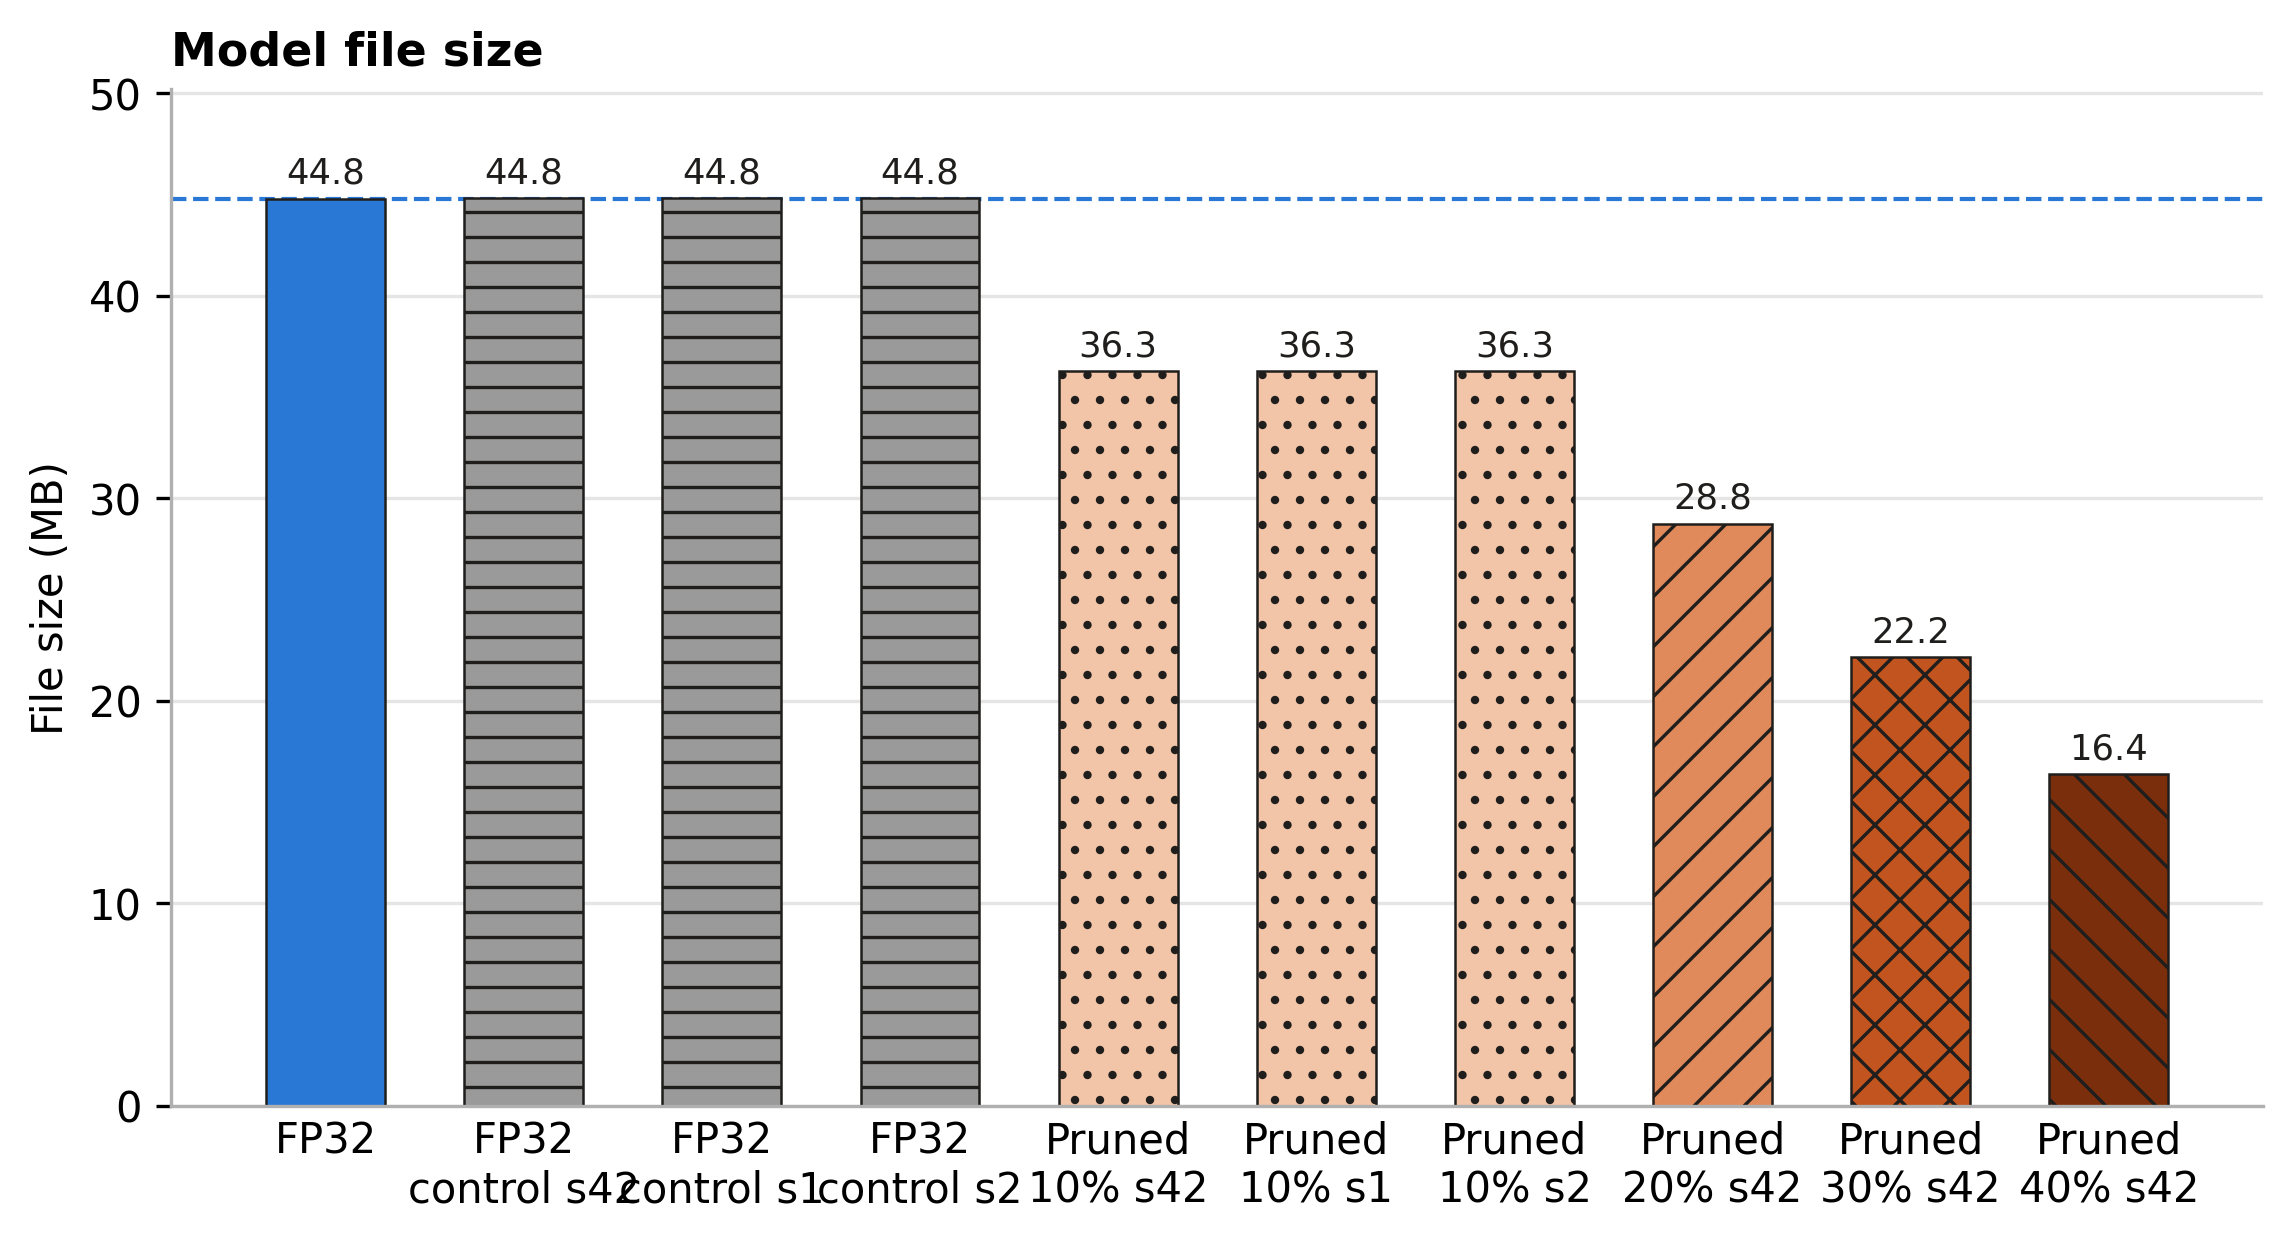 Model file size
File size (MB)
50
40
30
20
10
0
44.8
44.8
44.8
44.8
36.3
36.3
36.3
28.8
22.2
16.4
FP32
FP32
control s42
FP32
control s1
FP32
control s2
Pruned
10% s42
Pruned
10% s1
Pruned
10% s2
Pruned
20% s42
Pruned
30% s42
Pruned
40% s42